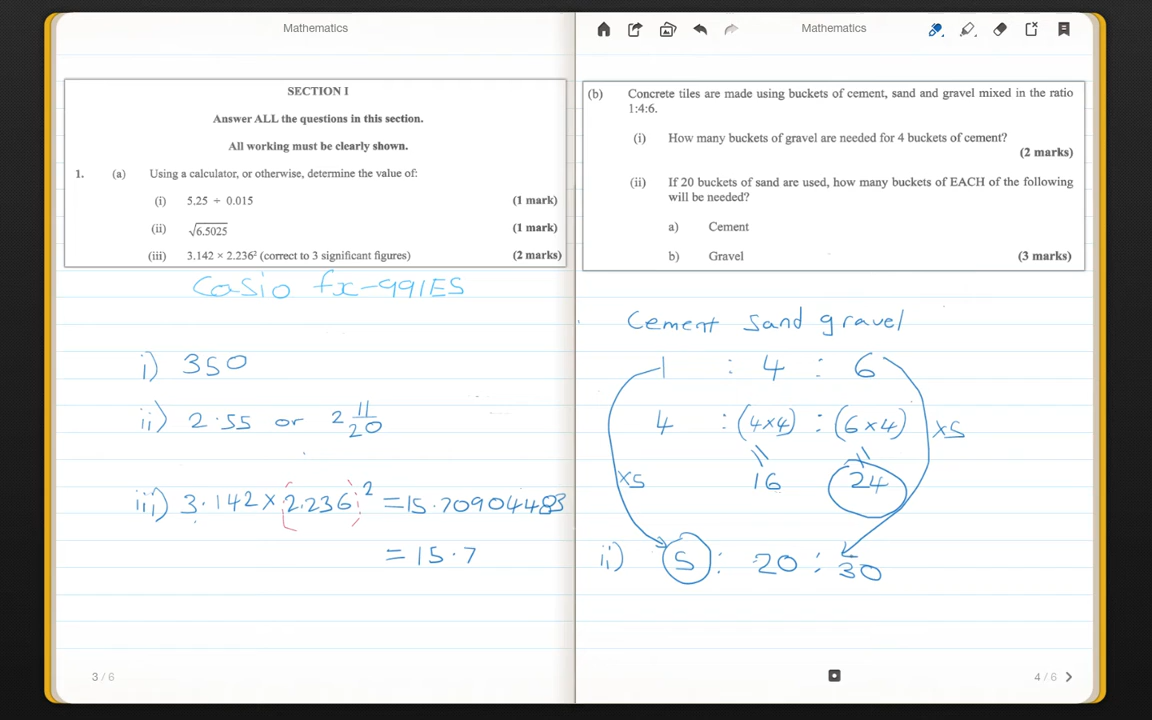 Mathematics
SECTION I
Answer ALL the questions in this section.
All working must be clearly shown.
1. (a) Using a calculator, or otherwise, determine the value of:
(i) 5.25 ÷ 0.015 (1 mark)
(ii) √6.5025 (1 mark)
(iii) 3.142 × 2.236² (correct to 3 significant figures) (2 marks)
Casio fx-991ES
i) 350
ii) 2.55 or 2 11/20
iii) 3.142 × (2.236)² = 15.70904483
= 15.7
3 / 6
Mathematics
(b) Concrete tiles are made using buckets of cement, sand and gravel mixed in the ratio
1:4:6.
(i) How many buckets of gravel are needed for 4 buckets of cement?
(2 marks)
(ii) If 20 buckets of sand are used, how many buckets of EACH of the following
will be needed?
a) Cement
b) Gravel (3 marks)
Cement Sand gravel
1 : 4 : 6
4 : (4×4) : (6×4) ×5
×5 16 24
ii) 5 : 20 : 30
4 / 6